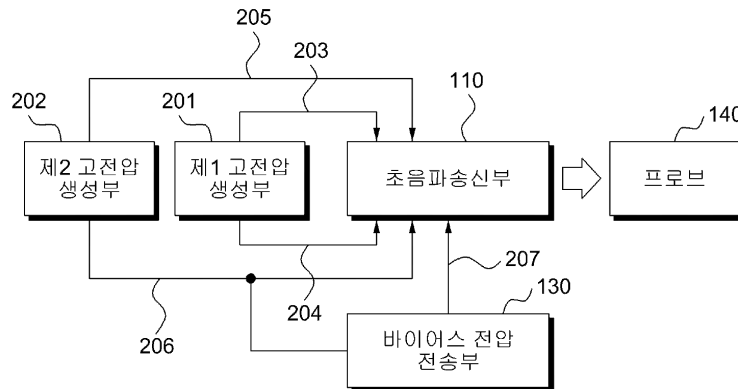 205
203
202
201
110
140
제2 고전압
생성부
제1 고전압
생성부
초음파송신부
프로브
207
130
206
204
바이어스 전압
전송부